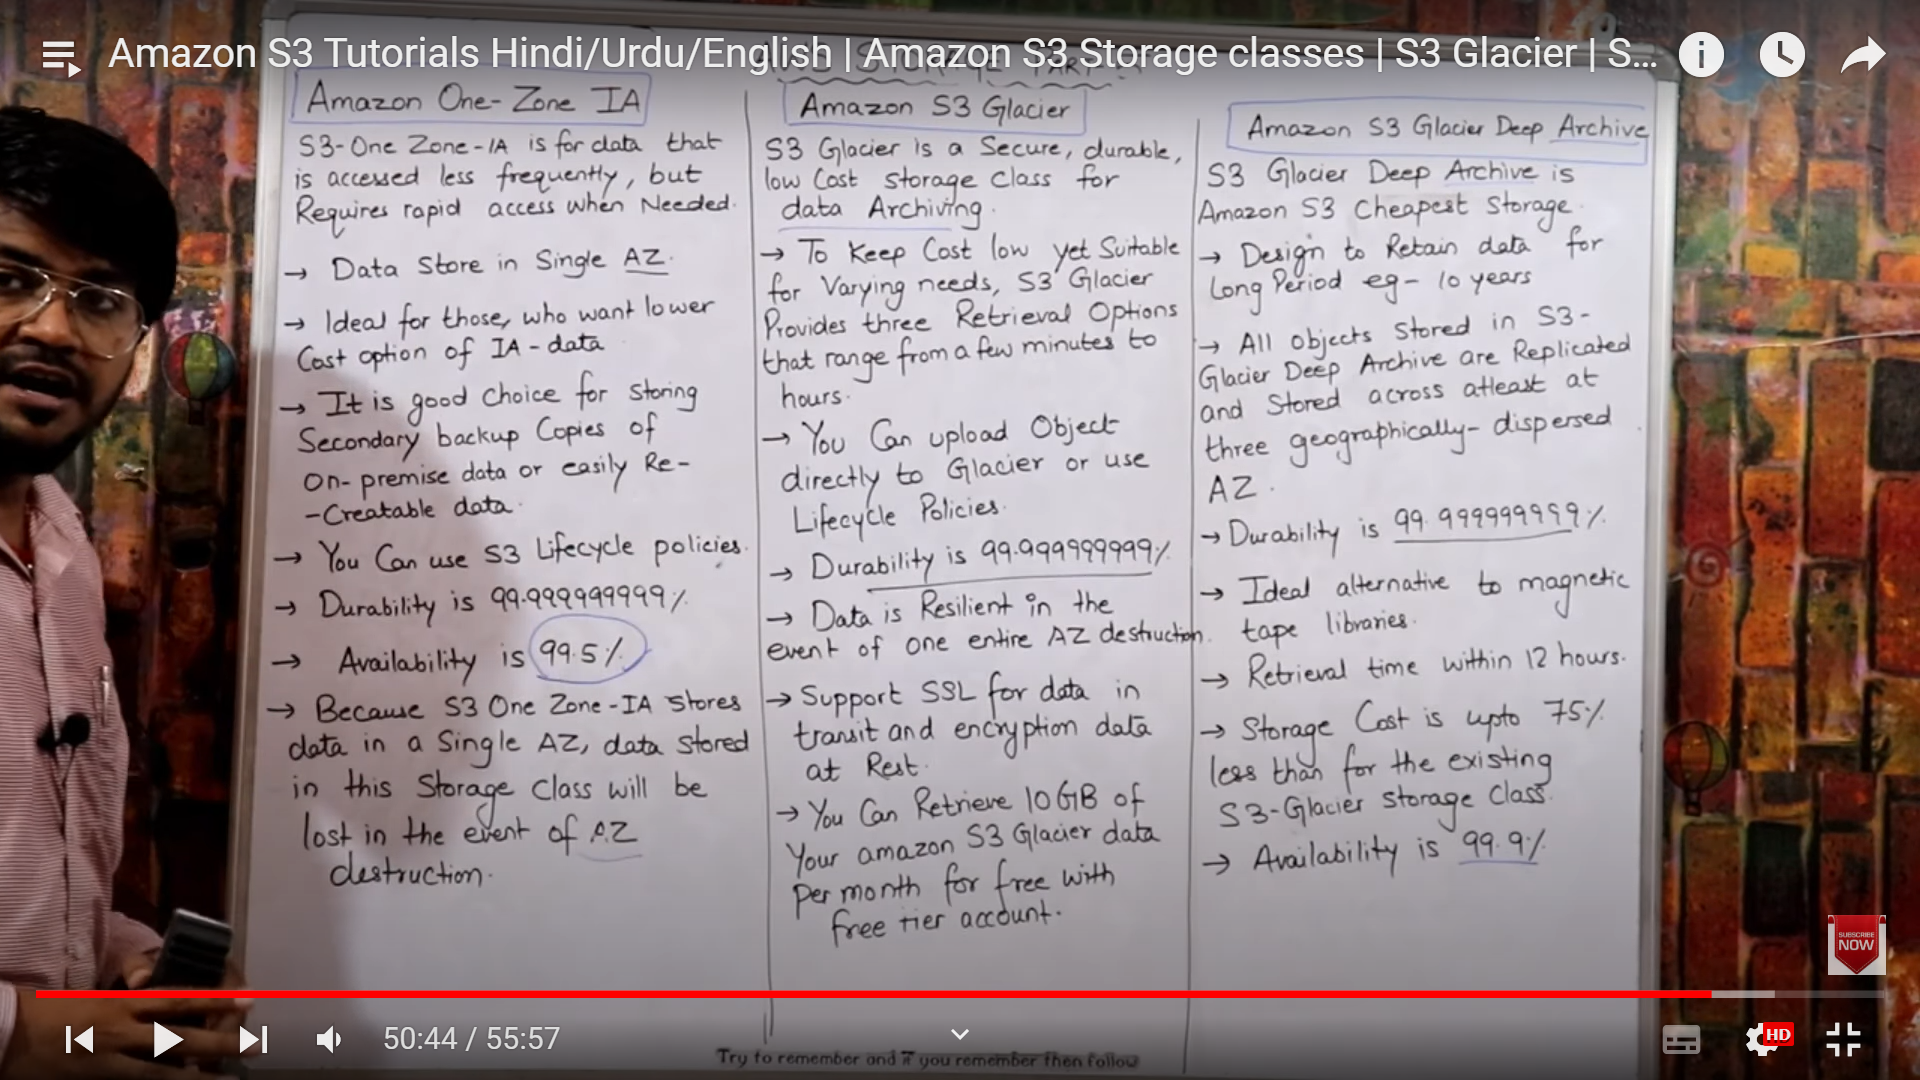 Amazon S3 Tutorials Hindi/Urdu/English | Amazon S3 Storage classes | S3 Glacier | S...
Amazon One-Zone IA
S3-One Zone-IA is for data that
is accessed less frequently, but
Requires rapid access when Needed.
→ Data Store in Single AZ.
→ Ideal for those, who want lower
Cost option of IA-data
→ It is good Choice for storing
Secondary backup Copies of
On-premise data or easily Re-
-Creatable data.
→ You Can use S3 Lifecycle policies.
→ Durability is 99.999999999%
→ Availability is 99.5%
→ Because S3 One Zone-IA stores
data in a Single AZ, data stored
in this Storage Class will be
lost in the event of AZ
destruction.
Amazon S3 Glacier
S3 Glacier is a Secure, durable,
low Cost storage Class for
data Archiving.
→ To Keep Cost low yet Suitable
for Varying needs, S3 Glacier
Provides three Retrieval Options
that range from a few minutes to
hours.
→ You Can upload Object
directly to Glacier or use
Lifecycle Policies.
→ Durability is 99.999999999%
→ Data is Resilient in the
event of one entire AZ destruction.
→ Support SSL for data in
transit and encryption data
at Rest.
→ You Can Retrieve 10GB of
Your amazon S3 Glacier data
Per month for free with
free tier account.
Amazon S3 Glacier Deep Archive
S3 Glacier Deep Archive is
Amazon S3 Cheapest Storage.
→ Design to Retain data for
Long Period eg- 10 years
→ All objects Stored in S3-
Glacier Deep Archive are Replicated
and Stored across atleast at
three geographically-dispersed
AZ.
→ Durability is 99.999999999%
→ Ideal alternative to magnetic
tape libraries.
→ Retrieval time within 12 hours.
→ Storage Cost is upto 75%
less than for the existing
S3-Glacier storage Class.
→ Availability is 99.9%
SUBSCRIBE
NOW
50:44 / 55:57
HD
Try to remember and if you remember then follow